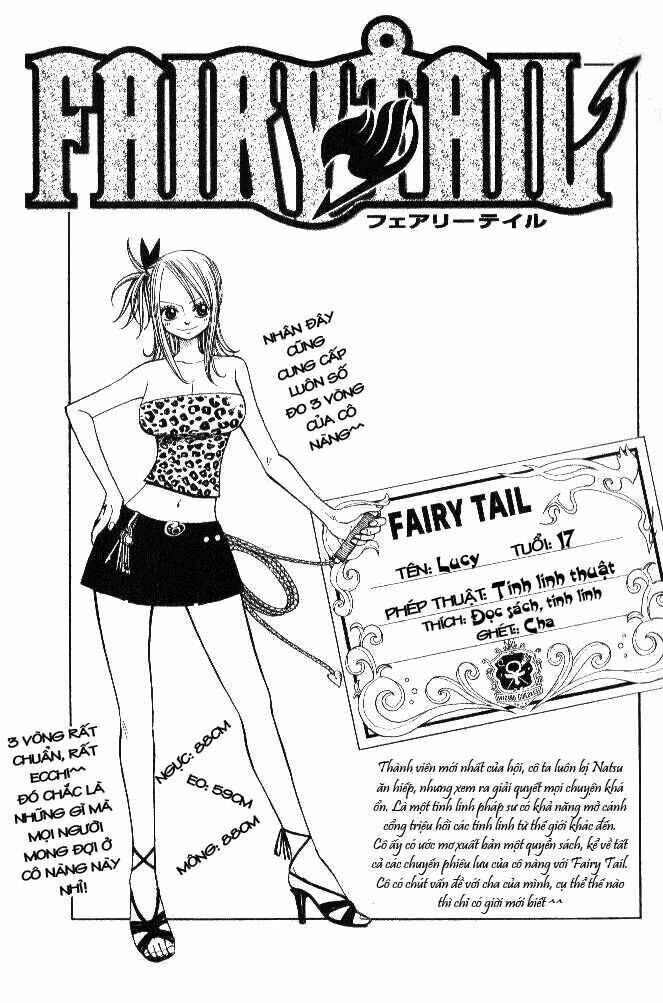 FAIRY TAIL
フェアリーテイル
NHÂN ĐÂY
CŨNG
CUNG CẤP
LUÔN SỐ
ĐO 3 VÒNG
CỦA CÔ
NÀNG^^
FAIRY TAIL
TÊN: Lucy TUỔI: 17
PHÉP THUẬT: Tinh linh thuật
THÍCH: Đọc sách, tinh linh
GHÉT: Cha
3 VÒNG RẤT
CHUẨN, RẤT
ECCHI^^
ĐÓ CHẮC LÀ
NHỮNG GÌ MÀ
MỌI NGƯỜI
MONG ĐỢI Ở
CÔ NÀNG NÀY
NHỈ!
NGỰC: 88CM
EO: 59CM
MÔNG: 88CM
Thành viên mới nhất của hội, cô ta luôn bị Natsu
ăn hiếp, nhưng xem ra giải quyết mọi chuyện khá
ổn. Là một tinh linh pháp sư có khả năng mở cánh
cổng triệu hồi các tinh linh từ thế giới khác đến.
Cô ấy có ước mơ xuất bản một quyển sách, kể về tất
cả các chuyến phiêu lưu của cô nàng với Fairy Tail.
Cô có chút vấn đề với cha của mình, cụ thể thế nào
thì chỉ có giời mới biết ^^